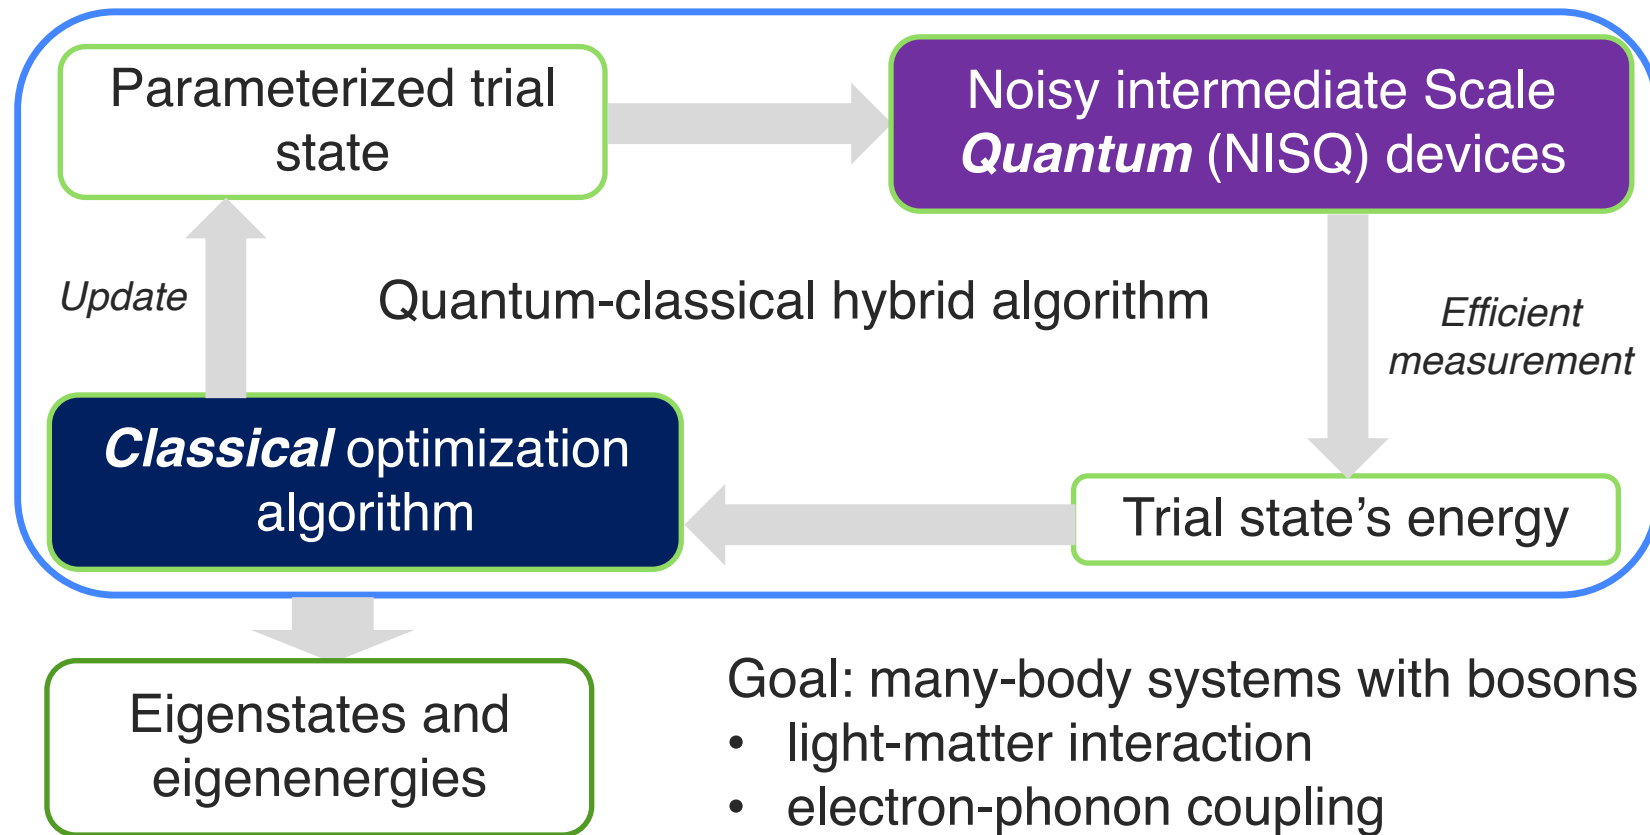 Parameterized trial
state
Noisy intermediate Scale
Quantum (NISQ) devices
Update
Quantum-classical hybrid algorithm
Efficient
measurement
Classical optimization
algorithm
Trial state’s energy
Eigenstates and
eigenenergies
Goal: many-body systems with bosons
• light-matter interaction
• electron-phonon coupling